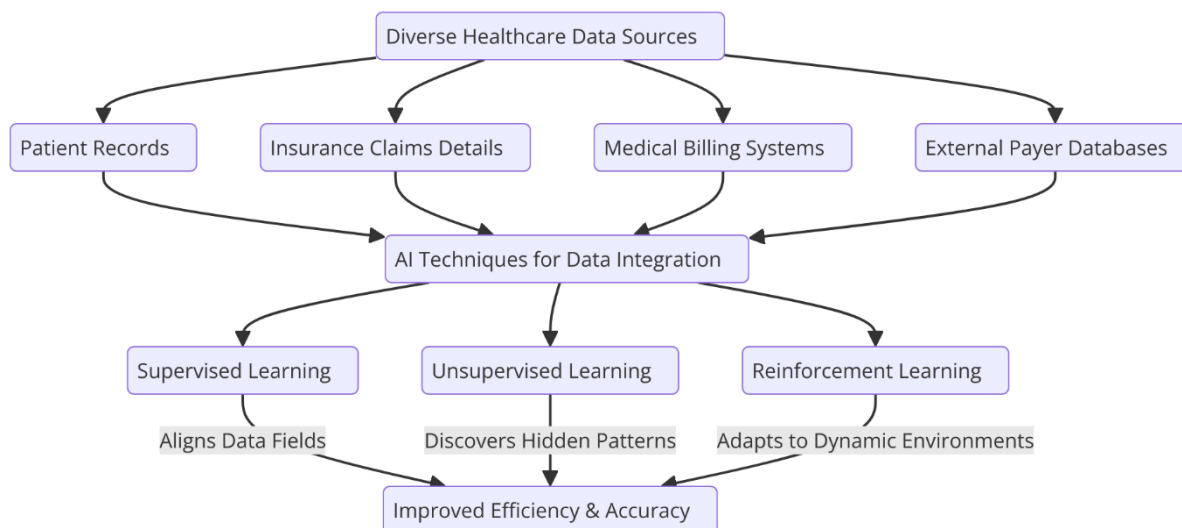 Diverse Healthcare Data Sources
Patient Records
Insurance Claims Details
Medical Billing Systems
External Payer Databases
AI Techniques for Data Integration
Supervised Learning
Unsupervised Learning
Reinforcement Learning
Aligns Data Fields
Discovers Hidden Patterns
Adapts to Dynamic Environments
Improved Efficiency & Accuracy